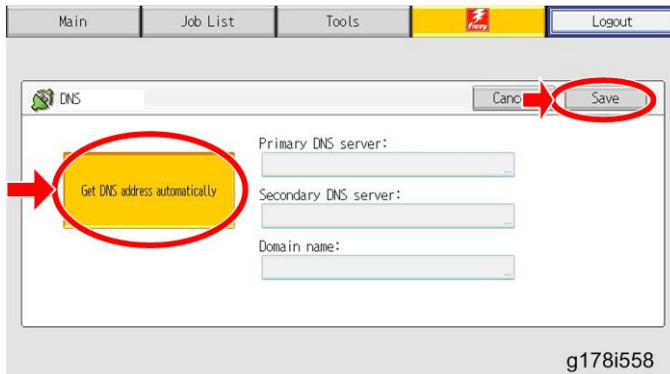 Main
Job List
Tools
fiery
Logout
DNS
Save
Primary DNS server:
...
Get DNS address automatically
Secondary DNS server:
...
Domain name:
...
g178i558